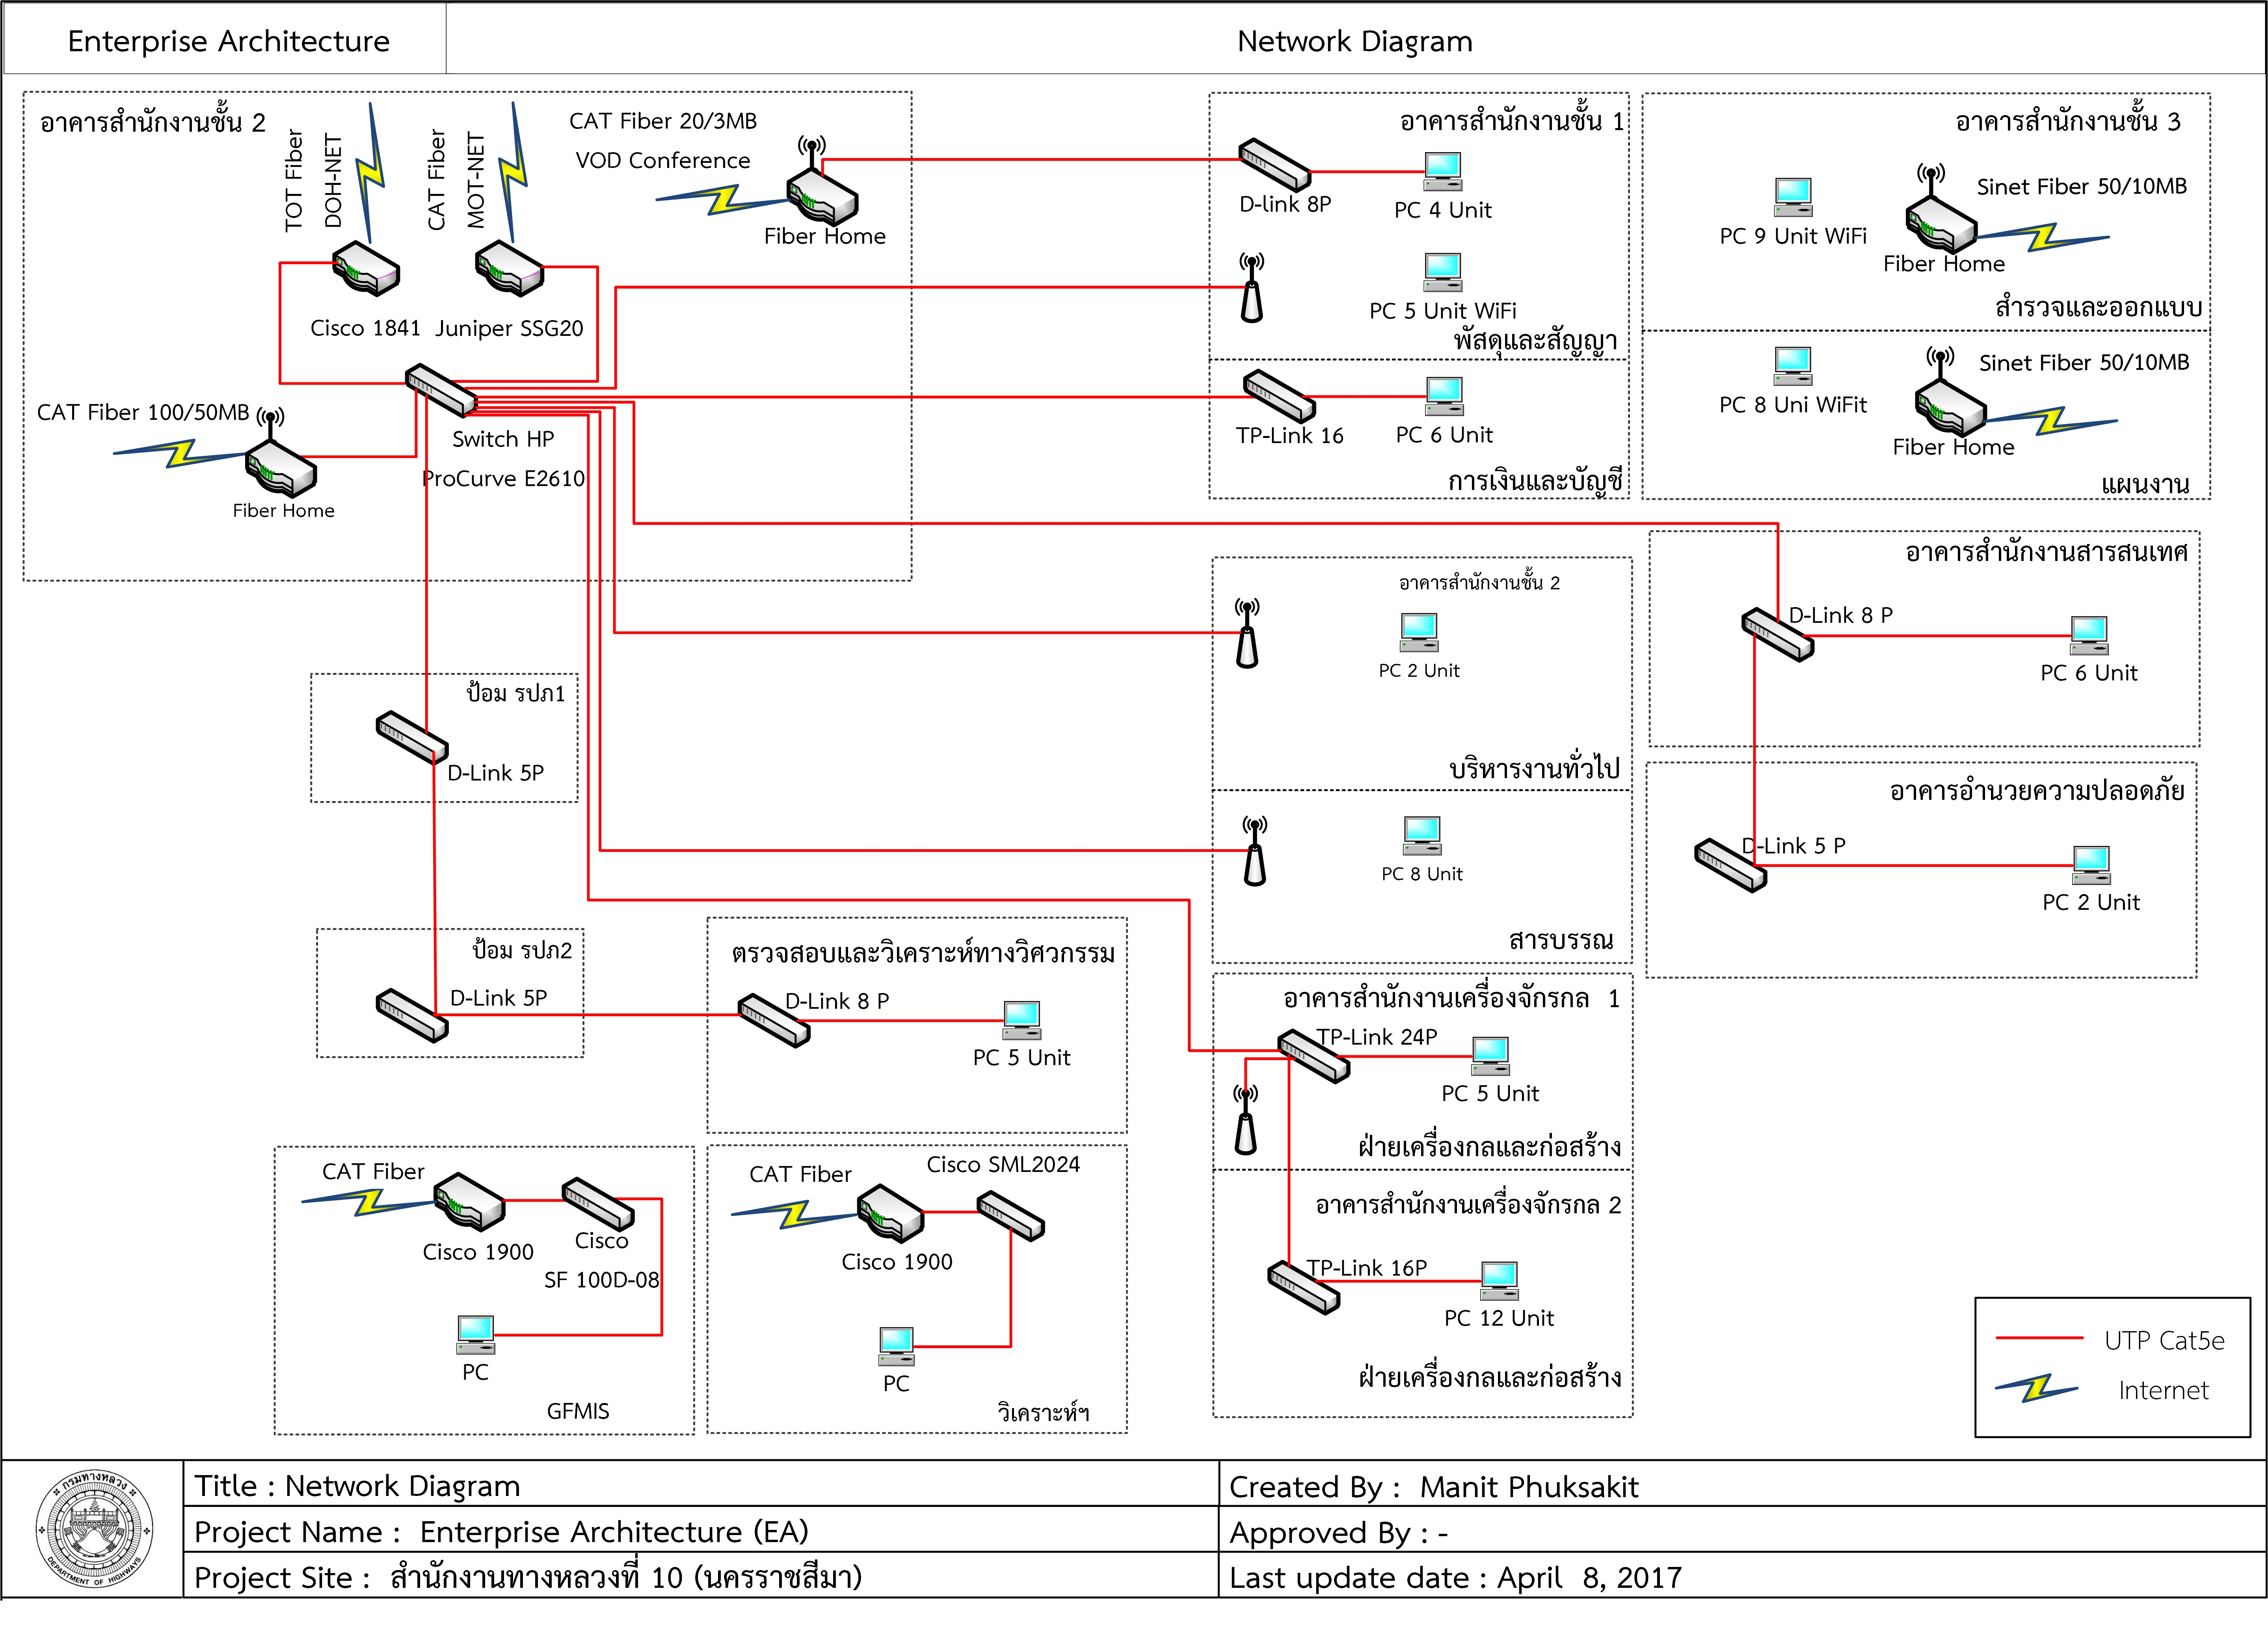 Enterprise Architecture
Network Diagram
อาคารสำนักงานชั้น 2
TOT Fiber
DOH-NET
CAT Fiber
MOT-NET
CAT Fiber 20/3MB
VOD Conference
Fiber Home
Cisco 1841
Juniper SSG20
CAT Fiber 100/50MB
Switch HP
ProCurve E2610
Fiber Home
อาคารสำนักงานชั้น 1
D-link 8P
PC 4 Unit
PC 5 Unit WiFi
พัสดุและสัญญา
TP-Link 16
PC 6 Unit
การเงินและบัญชี
อาคารสำนักงานชั้น 3
Sinet Fiber 50/10MB
PC 9 Unit WiFi
Fiber Home
สำรวจและออกแบบ
Sinet Fiber 50/10MB
PC 8 Uni WiFit
Fiber Home
แผนงาน
อาคารสำนักงานสารสนเทศ
D-Link 8 P
PC 6 Unit
อาคารอำนวยความปลอดภัย
D-Link 5 P
PC 2 Unit
อาคารสำนักงานชั้น 2
PC 2 Unit
บริหารงานทั่วไป
PC 8 Unit
สารบรรณ
ป้อม รปภ1
D-Link 5P
ป้อม รปภ2
D-Link 5P
ตรวจสอบและวิเคราะห์ทางวิศวกรรม
D-Link 8 P
PC 5 Unit
อาคารสำนักงานเครื่องจักรกล 1
TP-Link 24P
PC 5 Unit
ฝ่ายเครื่องกลและก่อสร้าง
อาคารสำนักงานเครื่องจักรกล 2
TP-Link 16P
PC 12 Unit
ฝ่ายเครื่องกลและก่อสร้าง
CAT Fiber
Cisco 1900
Cisco
SF 100D-08
PC
GFMIS
CAT Fiber
Cisco SML2024
Cisco 1900
PC
วิเคราะห์ฯ
UTP Cat5e
Internet
กรมทางหลวง
DEPARTMENT OF HIGHWAYS
Title : Network Diagram
Created By : Manit Phuksakit
Project Name : Enterprise Architecture (EA)
Approved By : -
Project Site : สำนักงานทางหลวงที่ 10 (นครราชสีมา)
Last update date : April 8, 2017